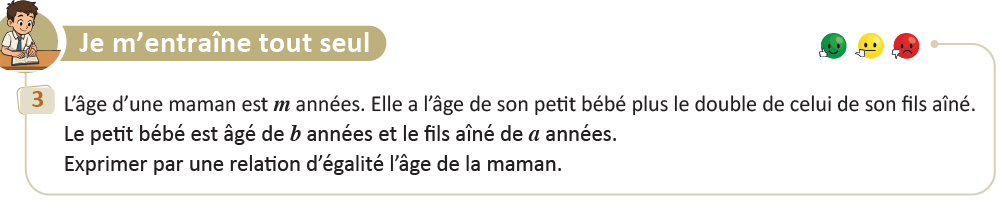 Je m'entraîne tout seul
3
L'âge d'une maman est m années. Elle a l'âge de son petit bébé plus le double de celui de son fils aîné.
Le petit bébé est âgé de b années et le fils aîné de a années.
Exprimer par une relation d'égalité l'âge de la maman.